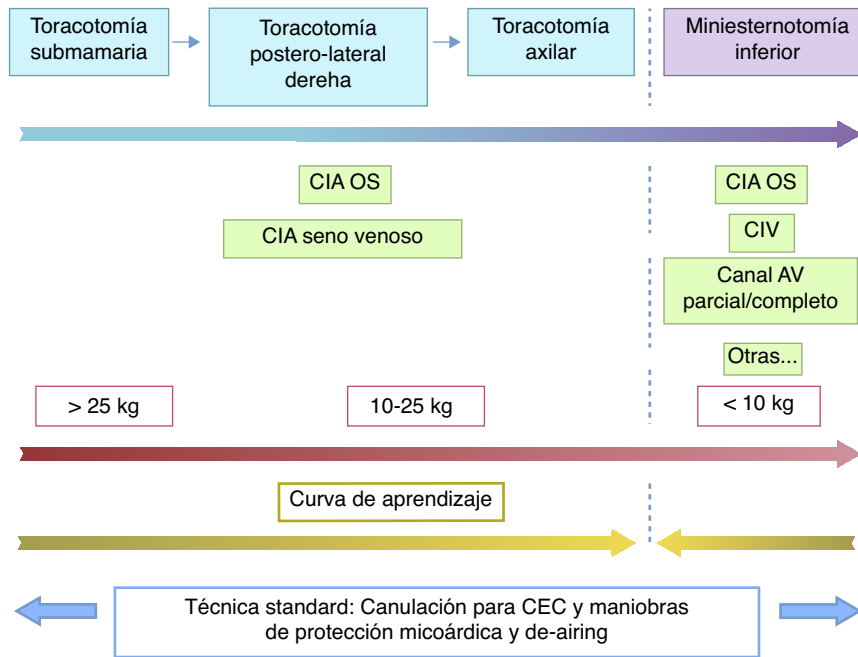 Toracotomía
submamaria
Toracotomía
postero-lateral
dereha
Toracotomía
axilar
Miniesternotomía
inferior
CIA OS
CIA seno venoso
CIA OS
CIV
Canal AV
parcial/completo
Otras...
> 25 kg
10-25 kg
< 10 kg
Curva de aprendizaje
Técnica standard: Canulación para CEC y maniobras
de protección micoárdica y de-airing